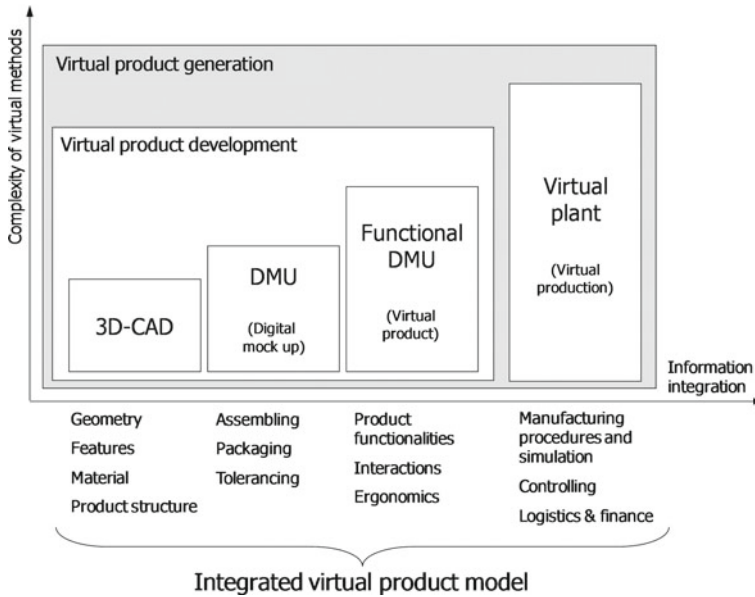 Complexity of virtual methods
Virtual product generation
Virtual product development
3D-CAD
DMU
(Digital
mock up)
Functional
DMU
(Virtual
product)
Virtual
plant
(Virtual
production)
Information
integration
Geometry
Features
Material
Product structure
Assembling
Packaging
Tolerancing
Product
functionalities
Interactions
Ergonomics
Manufacturing
procedures and
simulation
Controlling
Logistics & finance
Integrated virtual product model